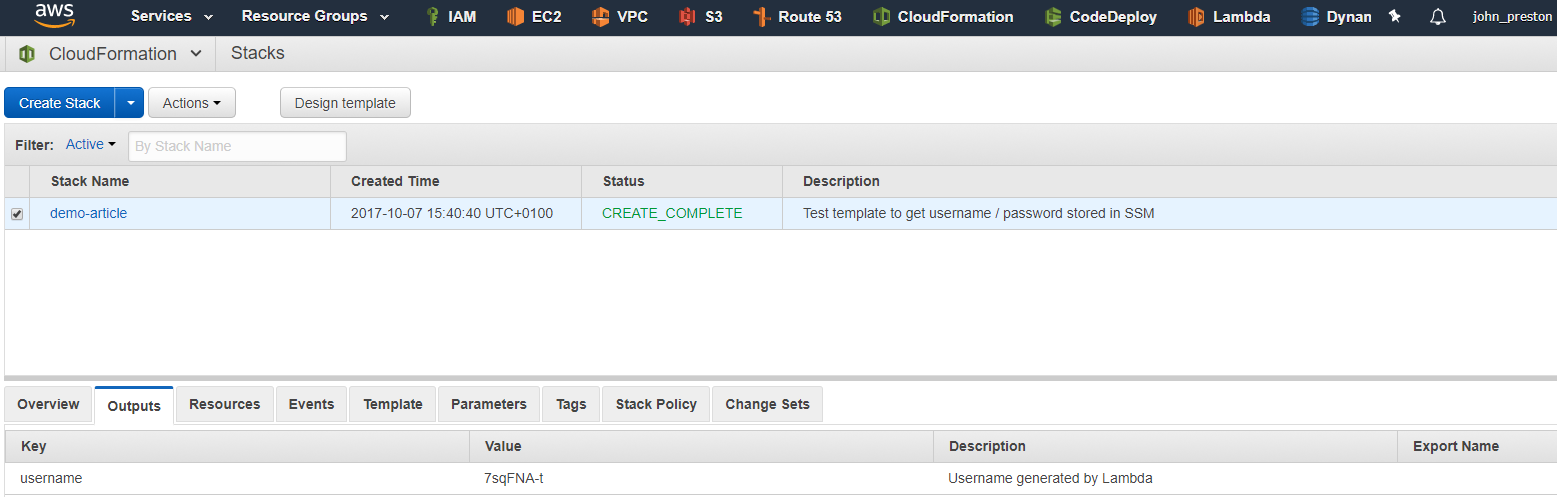 aws Services Resource Groups IAM EC2 VPC S3 Route 53 CloudFormation CodeDeploy Lambda Dynan john_preston
CloudFormation Stacks
Create Stack Actions Design template
Filter: Active By Stack Name
Stack Name Created Time Status Description
demo-article 2017-10-07 15:40:40 UTC+0100 CREATE_COMPLETE Test template to get username / password stored in SSM
Overview Outputs Resources Events Template Parameters Tags Stack Policy Change Sets
Key Value Description Export Name
username 7sqFNA-t Username generated by Lambda